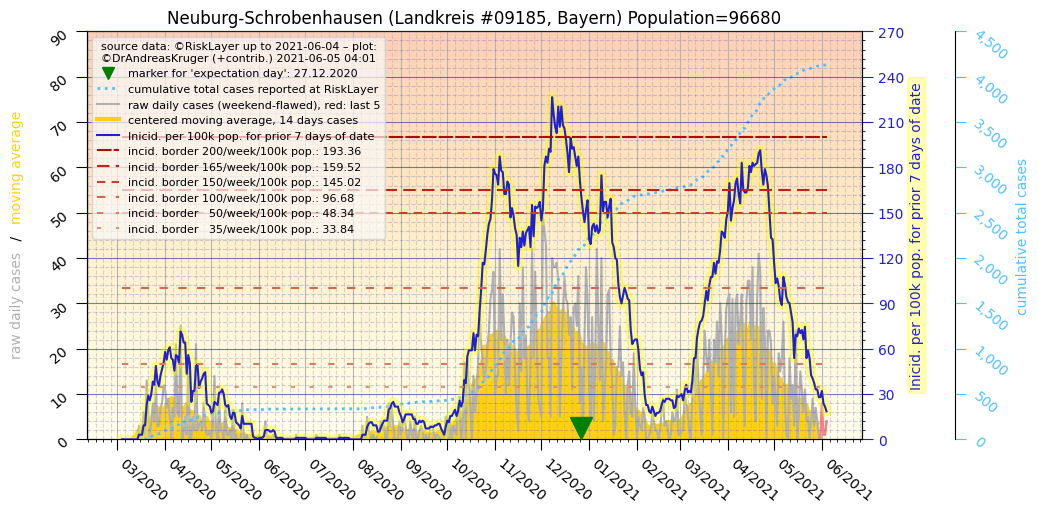 Neuburg-Schrobenhausen (Landkreis #09185, Bayern) Population=96680
source data: ©RiskLayer up to 2021-06-04 – plot:
©DrAndreasKruger (+contrib.) 2021-06-05 04:01
marker for 'expectation day': 27.12.2020
cumulative total cases reported at RiskLayer
raw daily cases (weekend-flawed), red: last 5
centered moving average, 14 days cases
Inicid. per 100k pop. for prior 7 days of date
incid. border 200/week/100k pop.: 193.36
incid. border 165/week/100k pop.: 159.52
incid. border 150/week/100k pop.: 145.02
incid. border 100/week/100k pop.: 96.68
incid. border 50/week/100k pop.: 48.34
incid. border 35/week/100k pop.: 33.84
raw daily cases / moving average
90
80
70
60
50
40
30
20
10
0
03/2020
04/2020
05/2020
06/2020
07/2020
08/2020
09/2020
10/2020
11/2020
12/2020
01/2021
02/2021
03/2021
04/2021
05/2021
06/2021
270
240
210
180
150
120
90
60
30
0
Inicid. per 100k pop. for prior 7 days of date
4,500
4,000
3,500
3,000
2,500
2,000
1,500
1,000
500
0
cumulative total cases